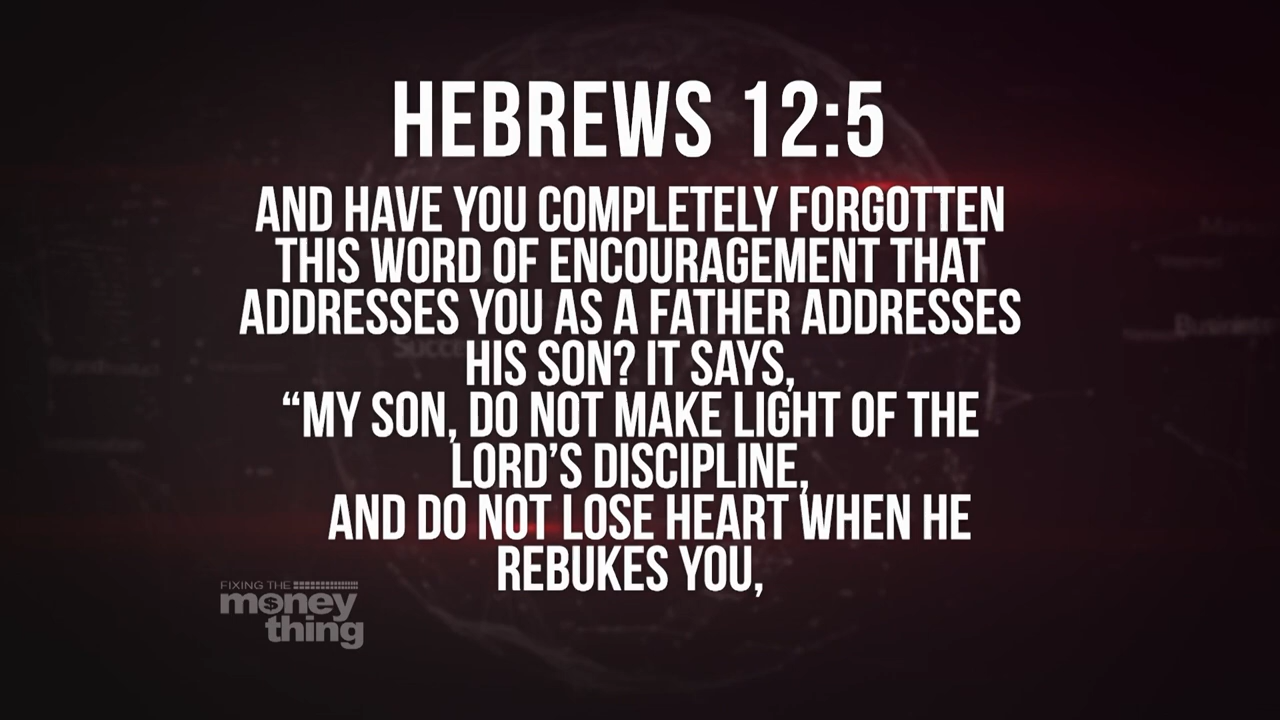 HEBREWS 12:5
AND HAVE YOU COMPLETELY FORGOTTEN
THIS WORD OF ENCOURAGEMENT THAT
ADDRESSES YOU AS A FATHER ADDRESSES
HIS SON? IT SAYS,
“MY SON, DO NOT MAKE LIGHT OF THE
LORD’S DISCIPLINE,
AND DO NOT LOSE HEART WHEN HE
REBUKES YOU,
FIXING THE
money
thing